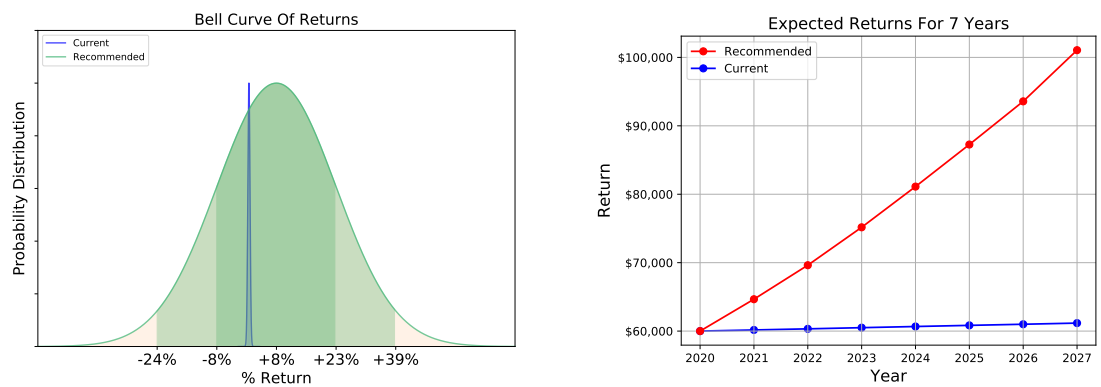 Bell Curve Of Returns
Current
Recommended
Probability Distribution
-24% -8% +8% +23% +39%
% Return
Expected Returns For 7 Years
Recommended
Current
$100,000
$90,000
$80,000
$70,000
$60,000
Return
2020 2021 2022 2023 2024 2025 2026 2027
Year